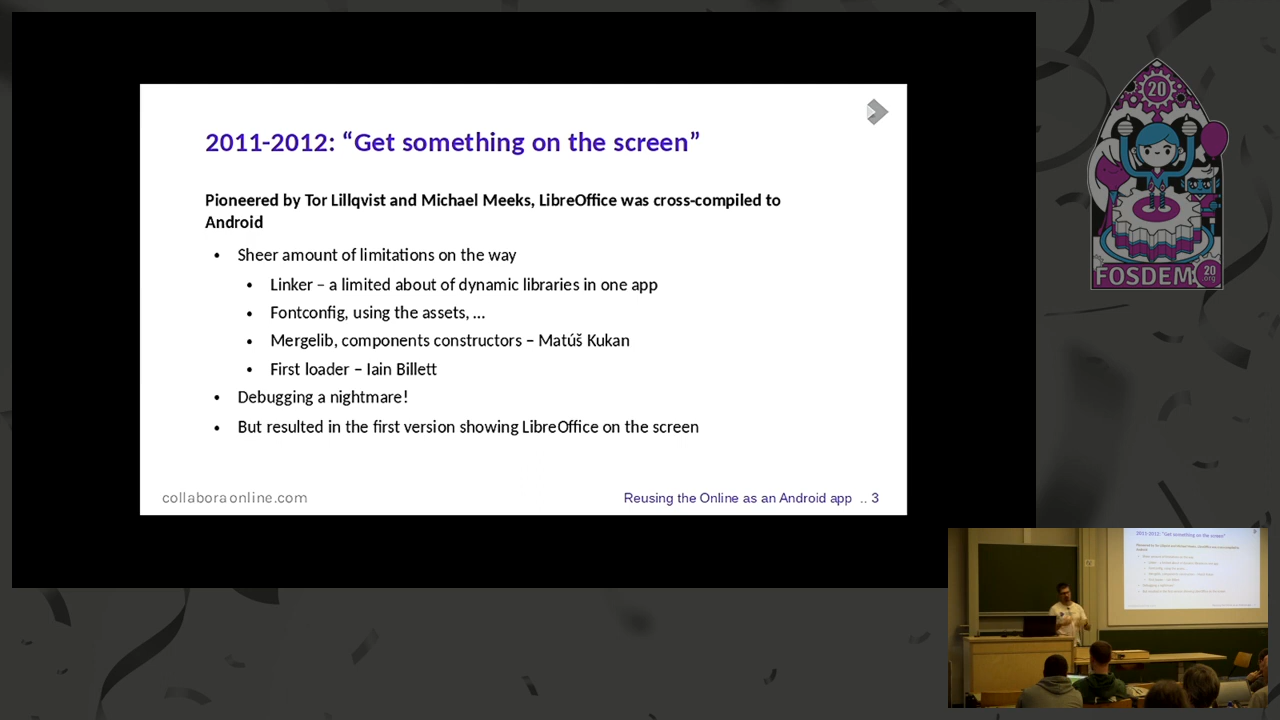 2011-2012: “Get something on the screen”
Pioneered by Tor Lillqvist and Michael Meeks, LibreOffice was cross-compiled to
Android
• Sheer amount of limitations on the way
• Linker – a limited about of dynamic libraries in one app
• Fontconfig, using the assets, ...
• Mergelib, components constructors – Matúš Kukan
• First loader – Iain Billett
• Debugging a nightmare!
• But resulted in the first version showing LibreOffice on the screen
collaboraonline.com
Reusing the Online as an Android app .. 3
20
FOSDEM
20
.org